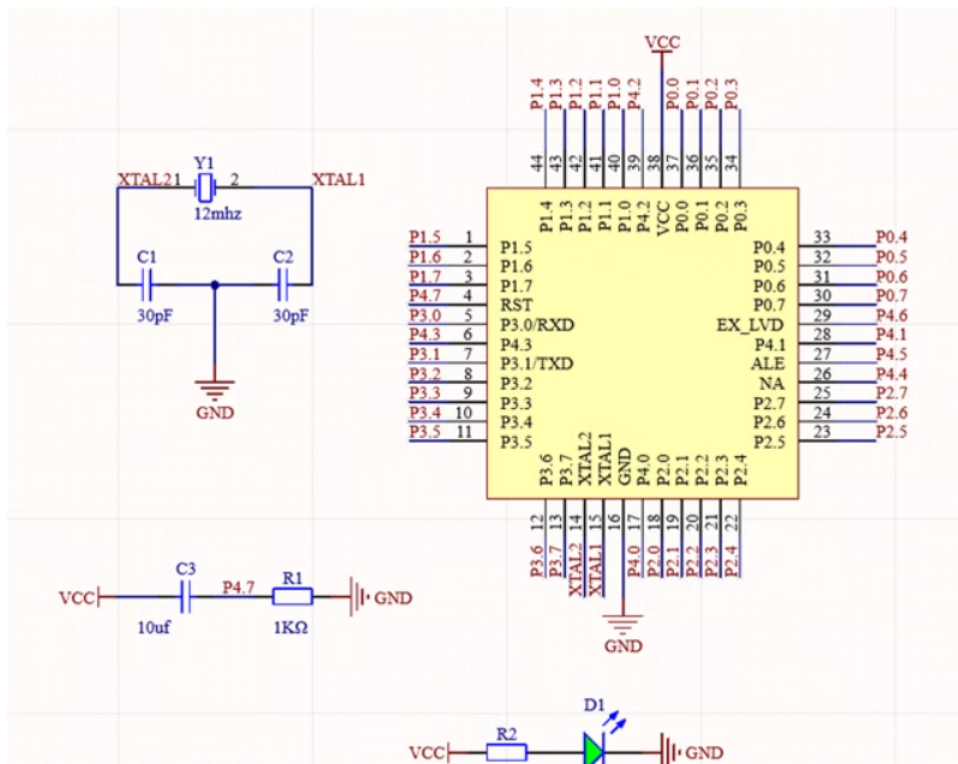 VCC
P1.4 P1.3 P1.2 P1.1 P1.0 P4.2 P0.0 P0.1 P0.2 P0.3
44 43 42 41 40 39 38 37 36 35 34
Y1
XTAL2 1 2 XTAL1
12mhz
P1.4 P1.3 P1.2 P1.1 P1.0 P4.2 VCC P0.0 P0.1 P0.2 P0.3
P1.5 1 P1.5 P0.4 33 P0.4
P1.6 2 P1.6 P0.5 32 P0.5
C1 C2
P1.7 3 P1.7 P0.6 31 P0.6
P4.7 4 RST P0.7 30 P0.7
30pF 30pF
P3.0 5 P3.0/RXD EX_LVD 29 P4.6
P4.3 6 P4.3 P4.1 28 P4.1
P3.1 7 P3.1/TXD ALE 27 P4.5
P3.2 8 P3.2 NA 26 P4.4
P3.3 9 P3.3 P2.7 25 P2.7
GND
P3.4 10 P3.4 P2.6 24 P2.6
P3.5 11 P3.5 P2.5 23 P2.5
P3.6 P3.7 XTAL2 XTAL1 GND P4.0 P2.0 P2.1 P2.2 P2.3 P2.4
12 13 14 15 16 17 18 19 20 21 22
P3.6 P3.7 XTAL2 XTAL1 P4.0 P2.0 P2.1 P2.2 P2.3 P2.4
GND
C3 P4.7 R1
VCC GND
10uf 1KΩ
D1
R2
VCC GND